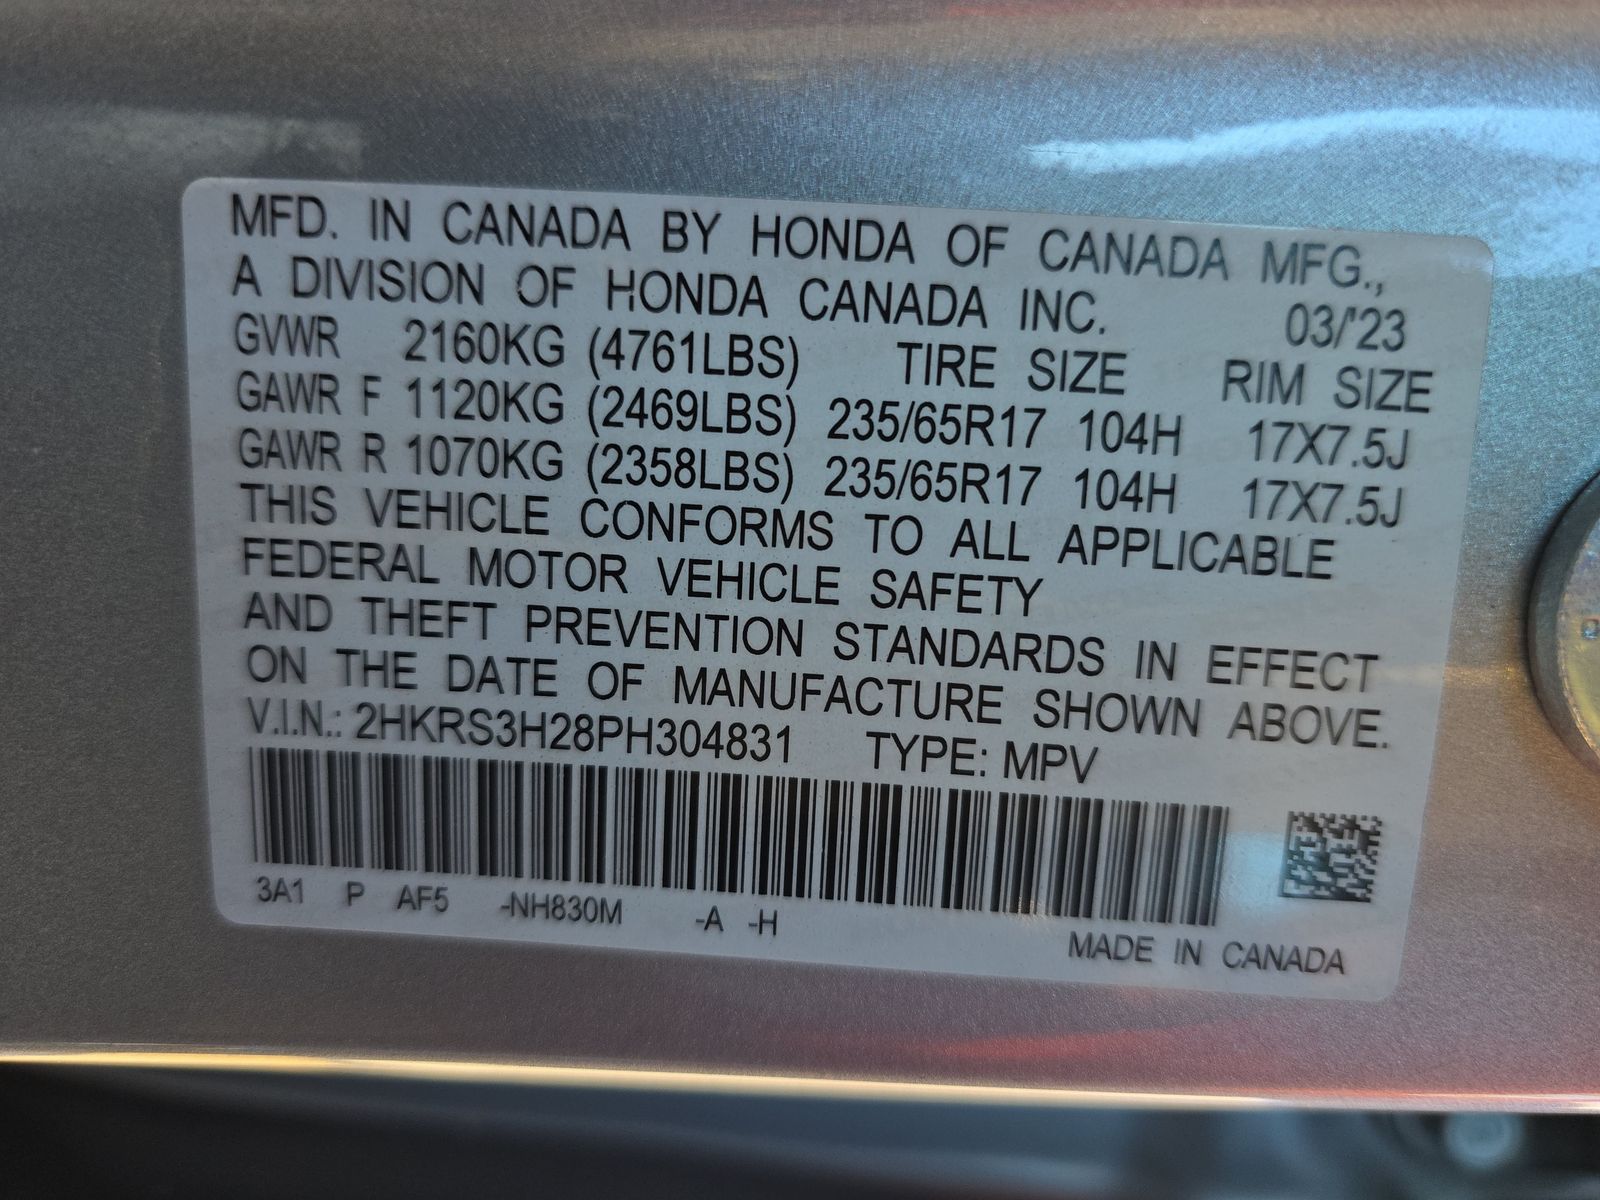 MFD. IN CANADA BY HONDA OF CANADA MFG.,
A DIVISION OF HONDA CANADA INC. 03/'23
GVWR 2160KG (4761LBS) TIRE SIZE RIM SIZE
GAWR F 1120KG (2469LBS) 235/65R17 104H 17X7.5J
GAWR R 1070KG (2358LBS) 235/65R17 104H 17X7.5J
THIS VEHICLE CONFORMS TO ALL APPLICABLE
FEDERAL MOTOR VEHICLE SAFETY
AND THEFT PREVENTION STANDARDS IN EFFECT
ON THE DATE OF MANUFACTURE SHOWN ABOVE.
V.I.N.: 2HKRS3H28PH304831 TYPE: MPV
3A1 P AF5 -NH830M -A -H
MADE IN CANADA